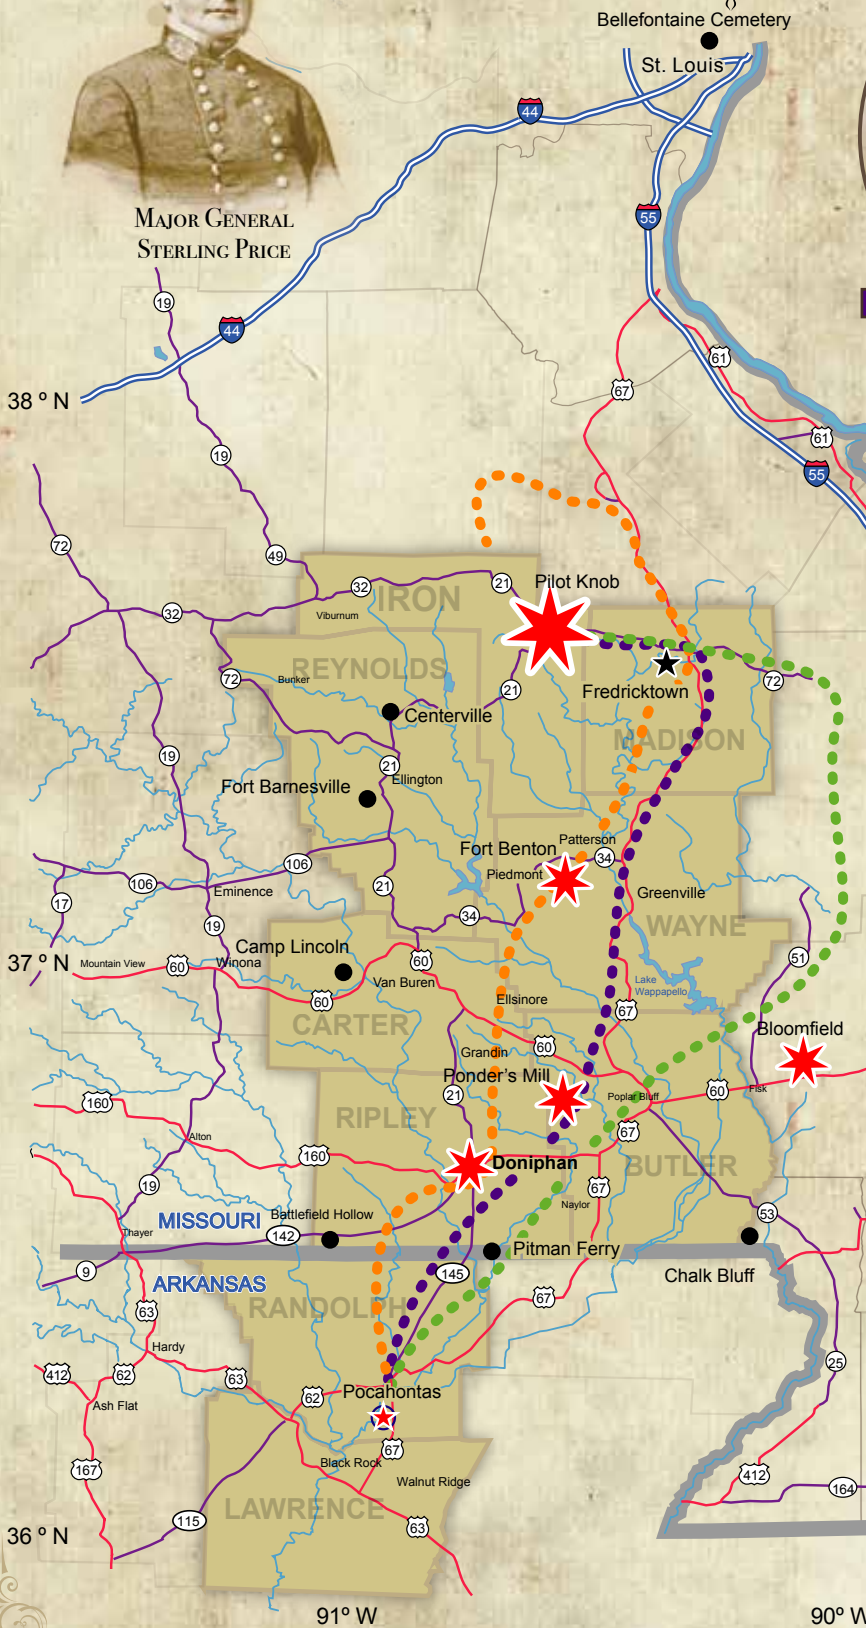 Bellefontaine Cemetery
St. Louis
44
55
MAJOR GENERAL
STERLING PRICE
19
44
61
67
38 º N
61
19
55
72
49
Pilot Knob
32
21
IRON
Viburnum
32
REYNOLDS
72
Bunker
21
Fredricktown
72
Centerville
MADISON
19
21
Ellington
Fort Barnesville
Fort Benton
Patterson
34
106
Piedmont
106
21
Eminence
Greenville
17
34
19
WAYNE
Camp Lincoln
37 º N
Mountain View
60
Winona
60
51
Van Buren
Lake
Wappapello
60
Ellsinore
67
CARTER
Bloomfield
Grandin
60
Ponder's Mill
60
Fisk
21
Poplar Bluff
160
RIPLEY
67
Alton
160
Doniphan
BUTLER
19
67
Naylor
MISSOURI
Battlefield Hollow
53
Thayer
142
Pitman Ferry
9
145
Chalk Bluff
ARKANSAS
67
RANDOLPH
63
Hardy
25
412
62
63
Pocahontas
62
Ash Flat
67
Black Rock
167
412
Walnut Ridge
164
LAWRENCE
115
63
36 º N
91º W
90º W